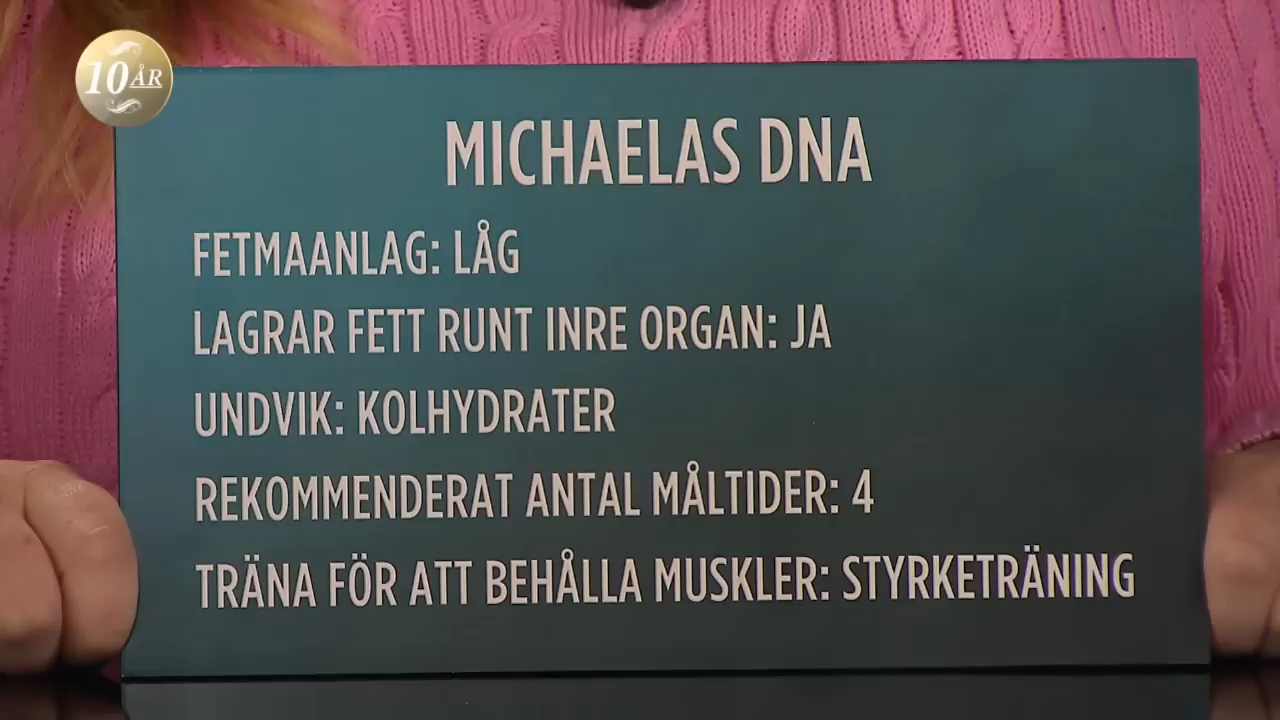 10 ÅR
MICHAELAS DNA
FETMAANLAG: LÅG
LAGRAR FETT RUNT INRE ORGAN: JA
UNDVIK: KOLHYDRATER
REKOMMENDERAT ANTAL MÅLTIDER: 4
TRÄNA FÖR ATT BEHÅLLA MUSKLER: STYRKETRÄNING